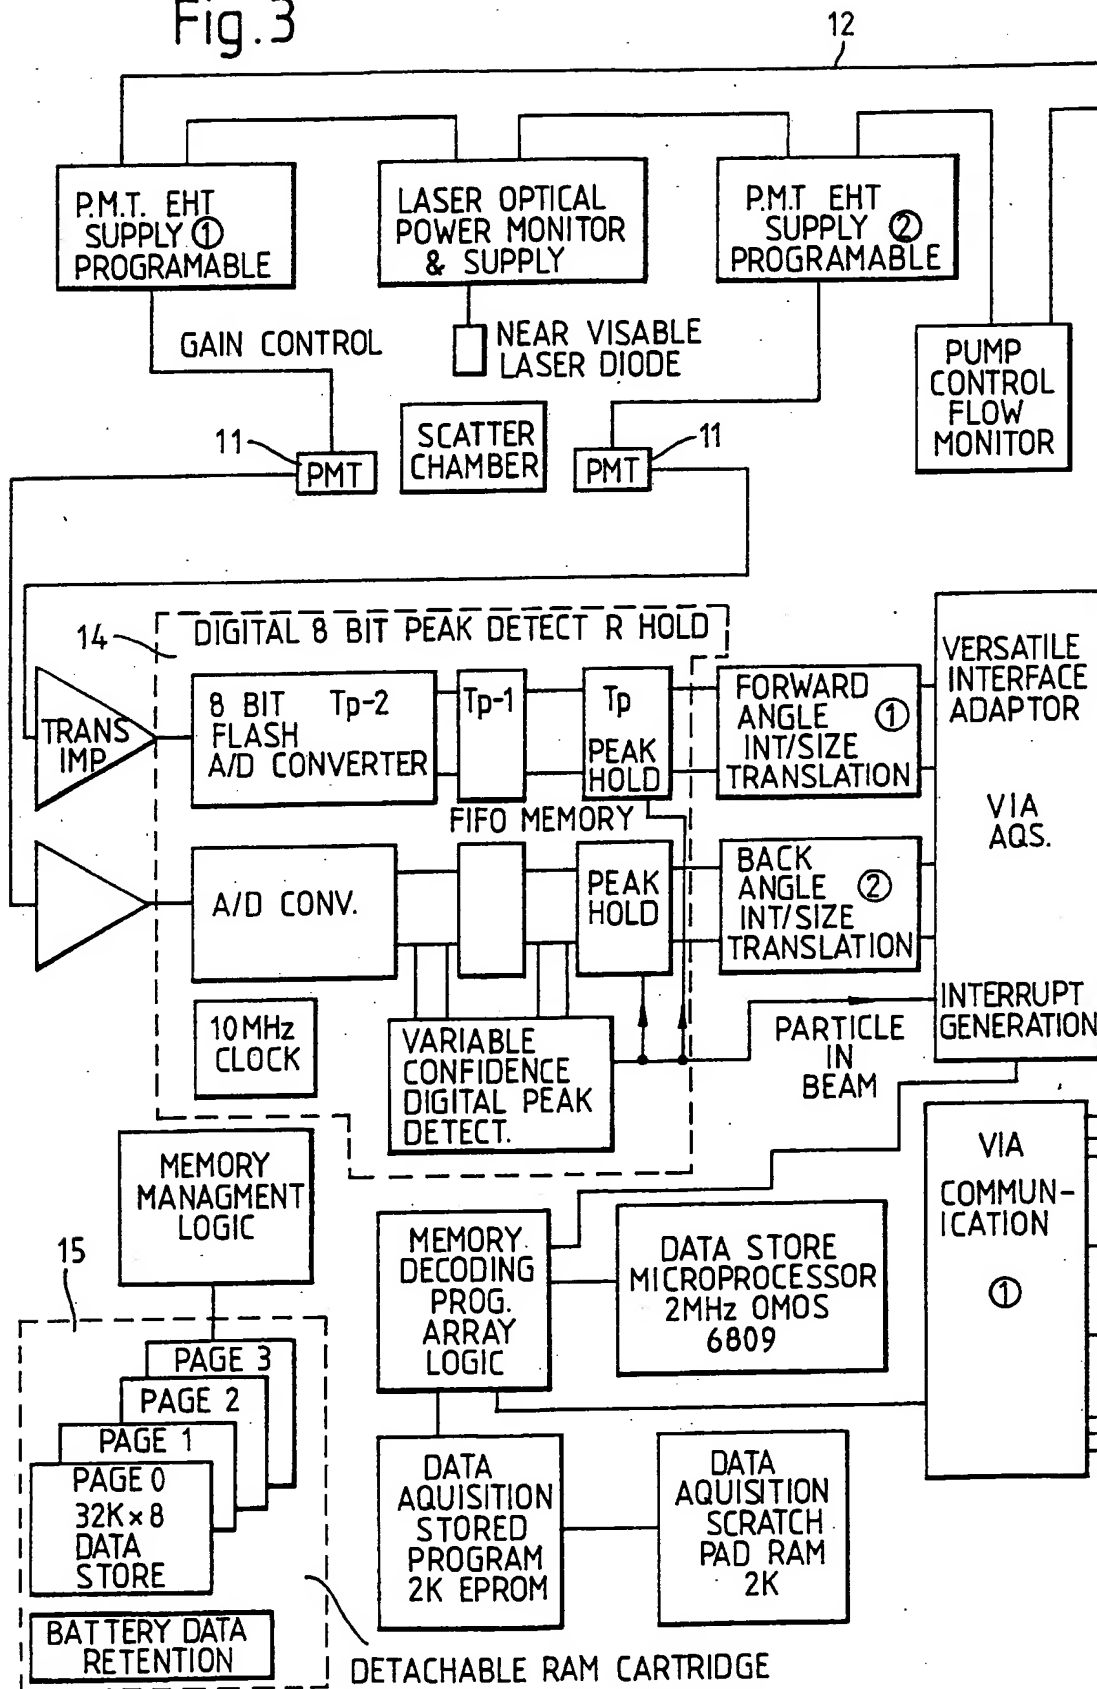 Fig.3
12
P.M.T. EHT
SUPPLY ①
PROGRAMABLE
LASER OPTICAL
POWER MONITOR
& SUPPLY
P.M.T EHT
SUPPLY ②
PROGRAMABLE
GAIN CONTROL
NEAR VISABLE
LASER DIODE
PUMP
CONTROL
FLOW
MONITOR
11
PMT
SCATTER
CHAMBER
11
PMT
14
DIGITAL 8 BIT PEAK DETECT R HOLD
TRANS
IMP
8 BIT Tp-2
FLASH
A/D CONVERTER
Tp-1
Tp
PEAK
HOLD
FORWARD
ANGLE ①
INT/SIZE
TRANSLATION
VERSATILE
INTERFACE
ADAPTOR
VIA
AQS.
INTERRUPT
GENERATION
FIFO MEMORY
A/D CONV.
PEAK
HOLD
BACK
ANGLE ②
INT/SIZE
TRANSLATION
10MHz
CLOCK
VARIABLE
CONFIDENCE
DIGITAL PEAK
DETECT.
PARTICLE
IN
BEAM
MEMORY
MANAGMENT
LOGIC
15
MEMORY
DECODING
PROG.
ARRAY
LOGIC
DATA STORE
MICROPROCESSOR
2MHz OMOS
6809
VIA
COMMUN-
ICATION
①
PAGE 3
PAGE 2
PAGE 1
PAGE 0
32K×8
DATA
STORE
DATA
AQUISITION
STORED
PROGRAM
2K EPROM
DATA
AQUISITION
SCRATCH
PAD RAM
2K
BATTERY DATA
RETENTION
DETACHABLE RAM CARTRIDGE